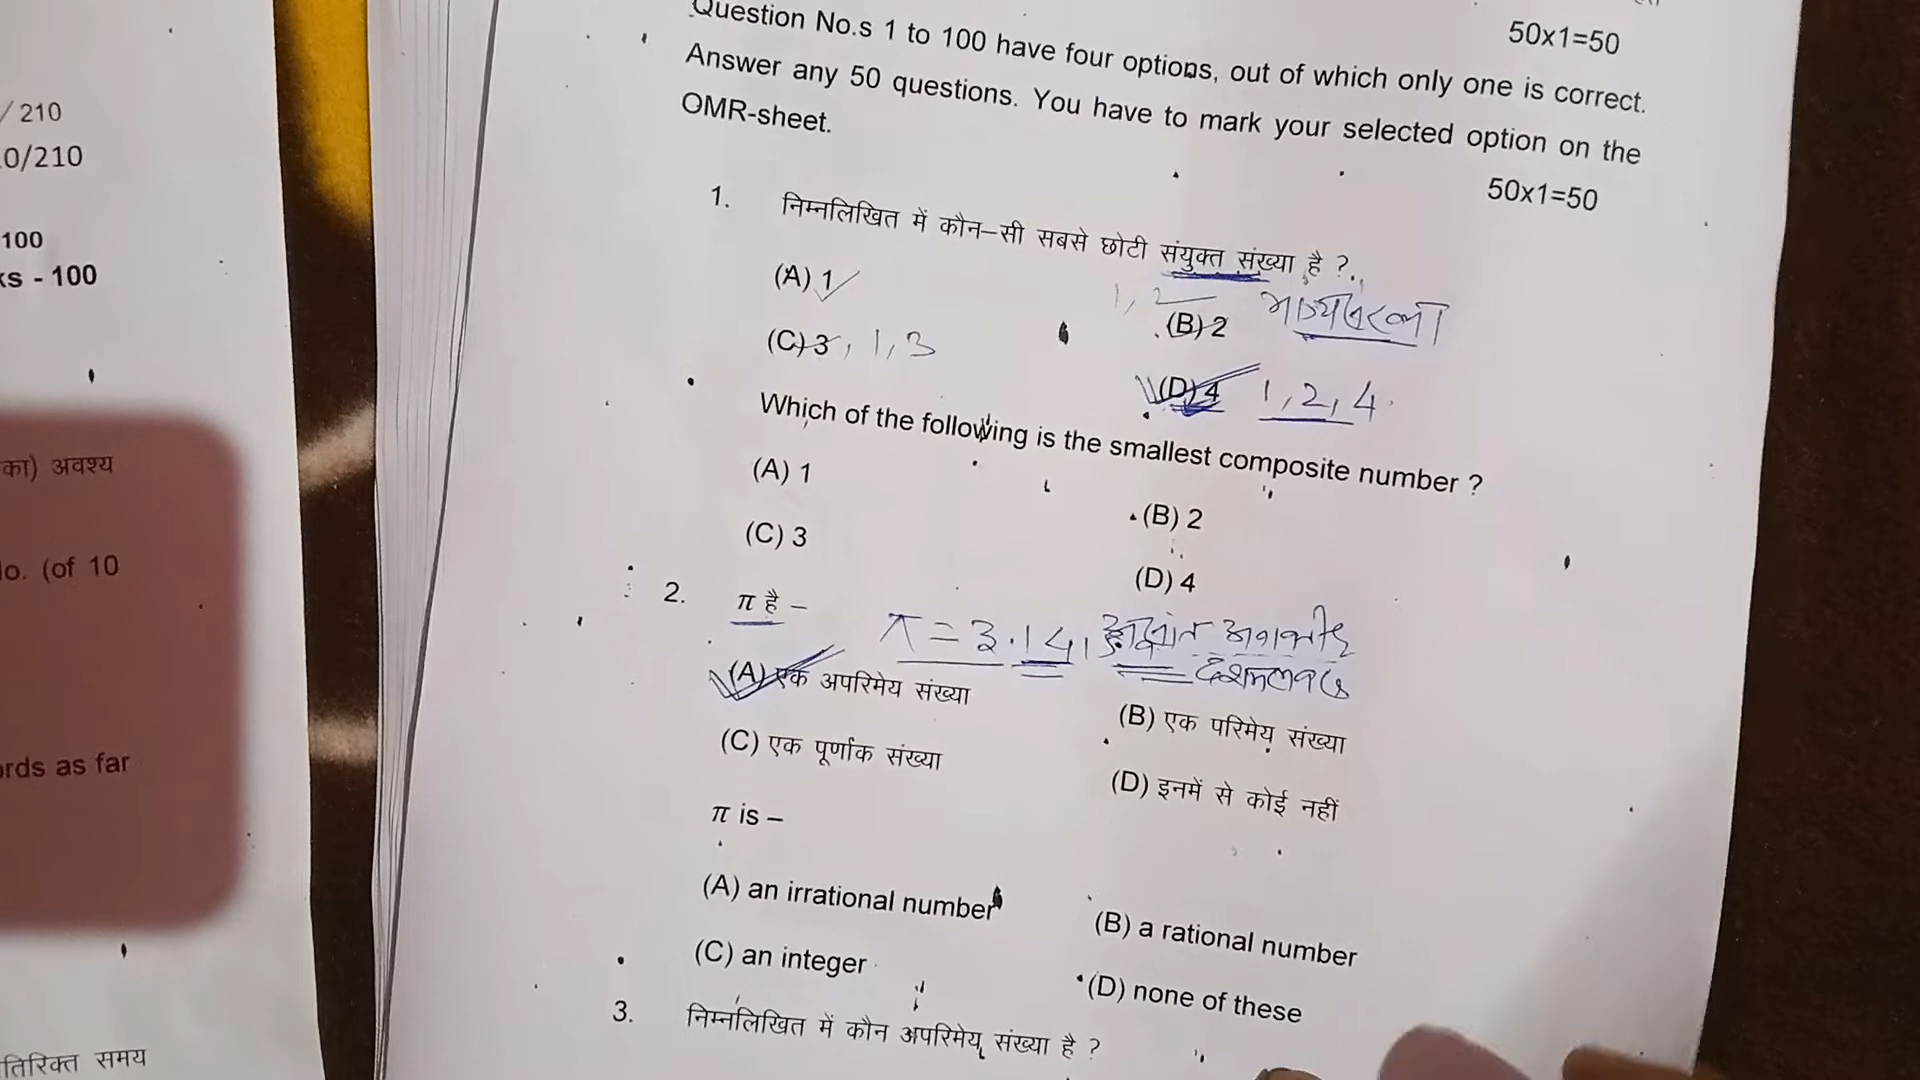 / 210
0/210
100
ks - 100
का) अवश्य
lo. (of 10
ords as far
तिरिक्त समय
50x1=50
Question No.s 1 to 100 have four options, out of which only one is correct.
Answer any 50 questions. You have to mark your selected option on the
OMR-sheet.
50x1=50
1. निम्नलिखित में कौन-सी सबसे छोटी संयुक्त संख्या है ?
(A) 1
1, 2
(B) 2
(C) 3, 1,3
(D) 4 1, 2, 4
Which of the following is the smallest composite number ?
(A) 1
(B) 2
(C) 3
(D) 4
2. π है –
π = 3.14,
(A) एक अपरिमेय संख्या
(B) एक परिमेय संख्या
(C) एक पूर्णांक संख्या
(D) इनमें से कोई नहीं
π is –
(A) an irrational number
(B) a rational number
(C) an integer
(D) none of these
3. निम्नलिखित में कौन अपरिमेय संख्या है ?